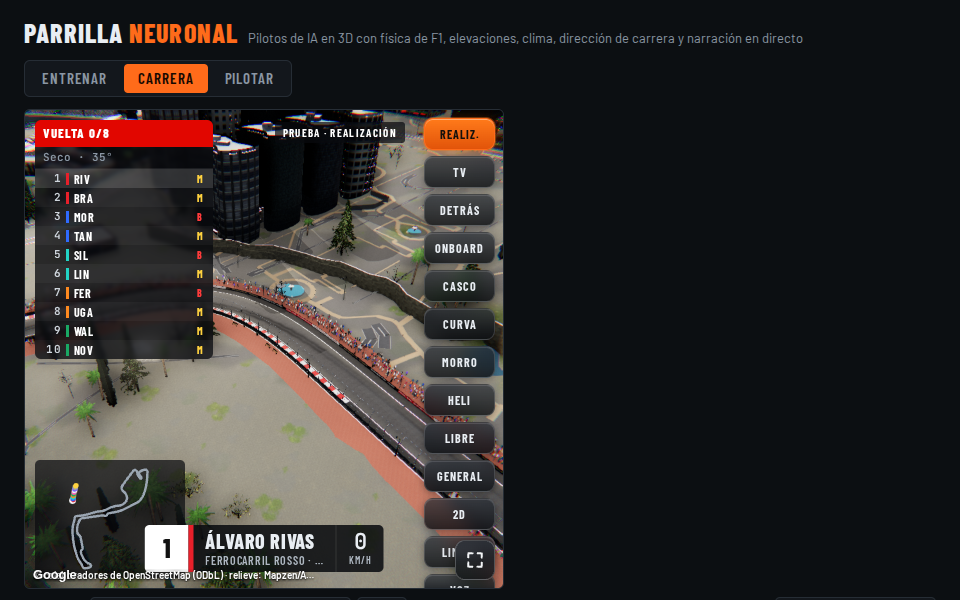 PARRILLA NEURONAL Pilotos de IA en 3D con física de F1, elevaciones, clima, dirección de carrera y narración en directo
ENTRENAR CARRERA PILOTAR
VUELTA 0/8
PRUEBA · REALIZACIÓN
Seco · 35°
1 RIV M
2 BRA M
3 MOR B
4 TAN M
5 SIL B
6 LIN M
7 FER B
8 UGA M
9 WAL M
10 NOV M
REALIZ.
TV
DETRÁS
ONBOARD
CASCO
CURVA
MORRO
HELI
LIBRE
GENERAL
2D
1 ÁLVARO RIVAS 0
FERROCARRIL ROSSO · ... KM/H
Google adores de OpenStreetMap (ODbL) · relieve: Mapzen/A...